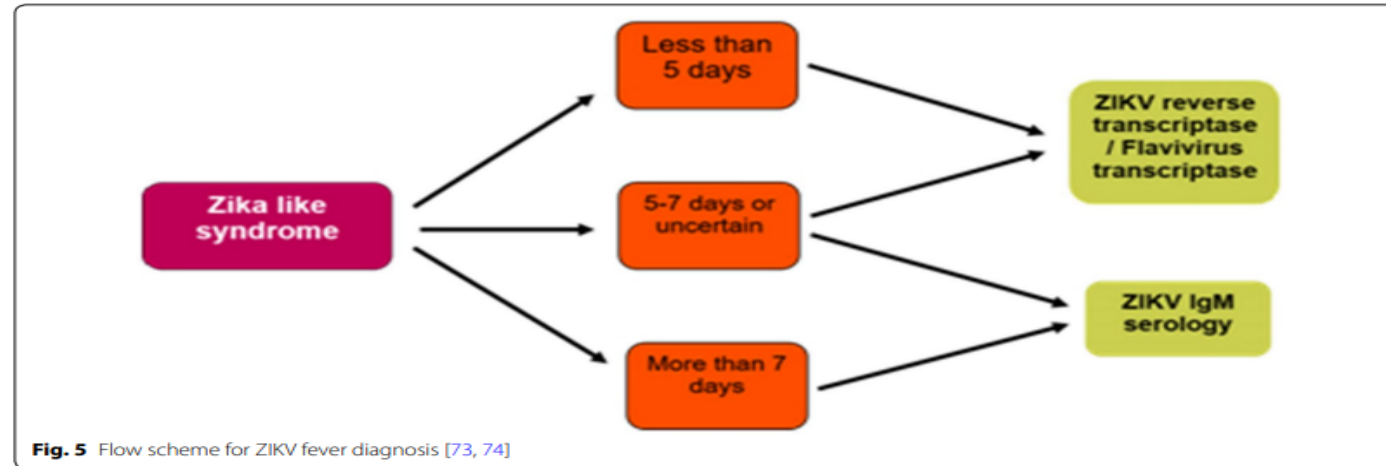 Less than
5 days
ZIKV reverse
transcriptase
/ Flavivirus
transcriptase
Zika like
syndrome
5-7 days or
uncertain
ZIKV IgM
serology
More than 7
days
Fig. 5 Flow scheme for ZIKV fever diagnosis [73, 74]